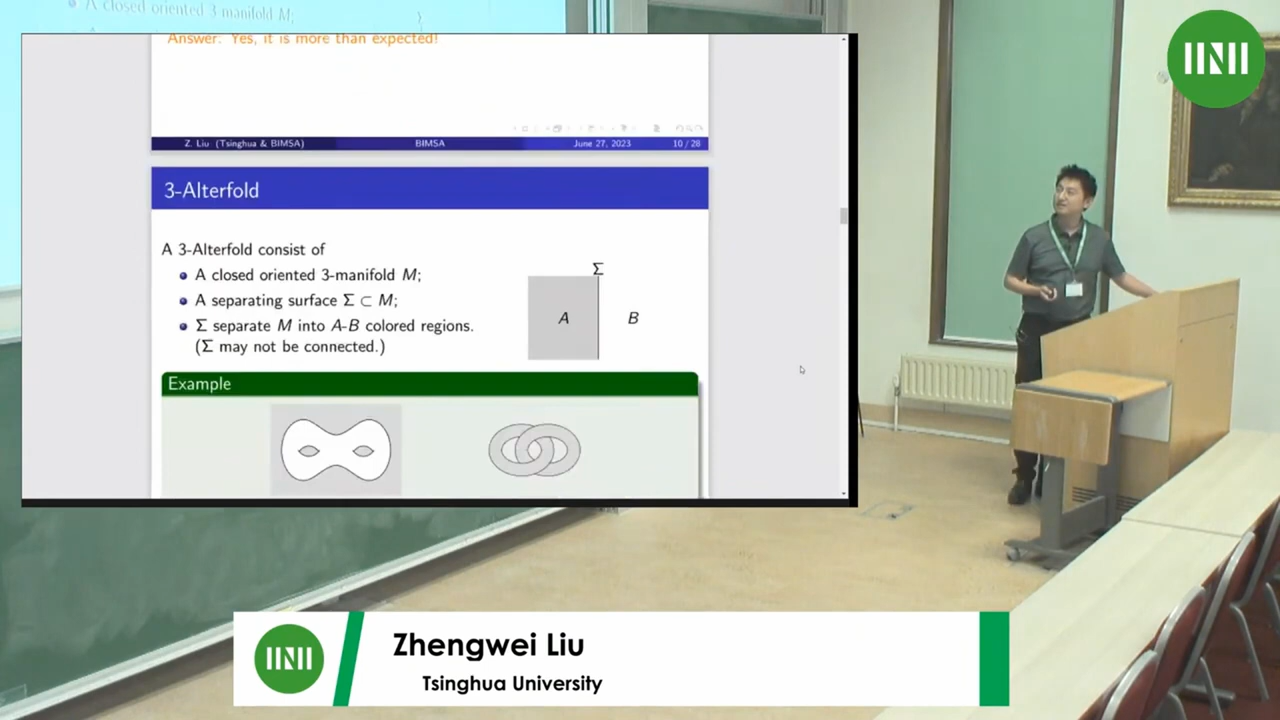 A closed oriented 3 manifold M;
Answer: Yes, it is more than expected!
Z. Liu (Tsinghua & BIMSA) BIMSA June 27, 2023 10 / 28
3-Alterfold
A 3-Alterfold consist of
A closed oriented 3-manifold M;
A separating surface Σ ⊂ M;
Σ separate M into A-B colored regions.
(Σ may not be connected.)
Σ
A B
Example
Zhengwei Liu
Tsinghua University